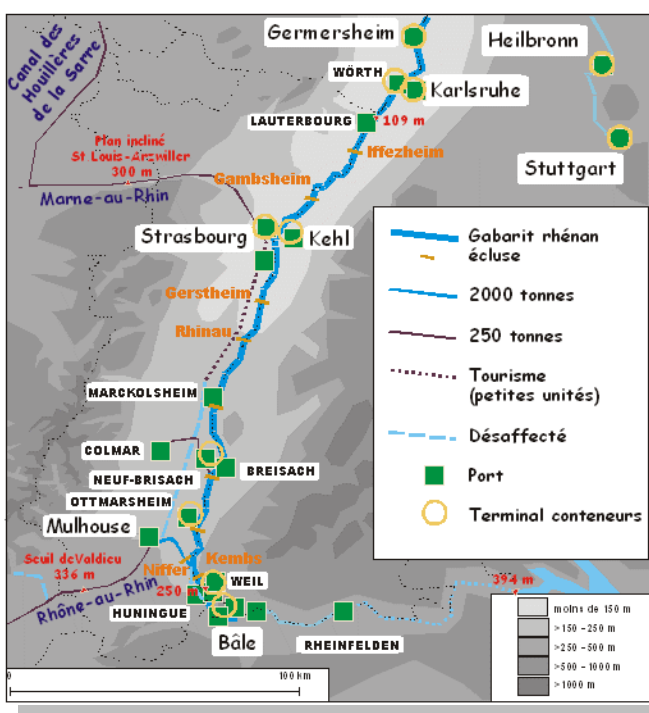 Canal des
Houillères
de la Sarre
Germersheim
Heilbronn
WÖRTH
Karlsruhe
LAUTERBOURG
109 m
Plan incliné
St Louis-Arzwiller
300 m
Iffezheim
Stuttgart
Gambsheim
Marne-au-Rhin
Strasbourg
Kehl
Gerstheim
Rhinau
MARCKOLSHEIM
COLMAR
NEUF-BRISACH
BREISACH
OTTMARSHEIM
Mulhouse
Seuil de Valdieu
336 m
Niffer
Kembs
WEIL
250 m
Rhône-au-Rhin
HUNINGUE
Bâle
RHEINFELDEN
394 m
Gabarit rhénan
écluse
2000 tonnes
250 tonnes
Tourisme
(petites unités)
Désaffecté
Port
Terminal conteneurs
moins de 150 m
>150-250 m
>250-500 m
>500-1000 m
>1000 m
0
100 km